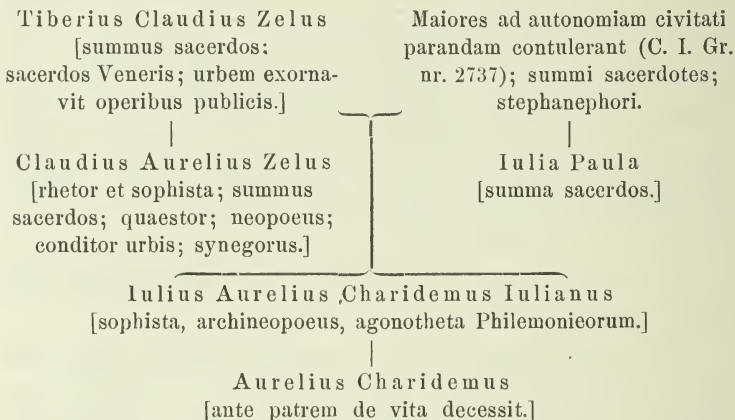 Tiberius Claudius Zelus
[summus sacerdos:
sacerdos Veneris; urbem exorna-
vit operibus publicis.]
Maiores ad autonomiam civitati
parandam contulerant (C. I. Gr.
nr. 2737); summi sacerdotes;
stephanephori.
Claudius Aurelius Zelus
[rhetor et sophista; summus
sacerdos; quaestor; neopoeus;
conditor urbis; synegorus.]
Iulia Paula
[summa sacerdos.]
Iulius Aurelius Charidemus Iulianus
[sophista, archineopoeus, agonotheta Philemonieorum.]
Aurelius Charidemus
[ante patrem de vita decessit.]